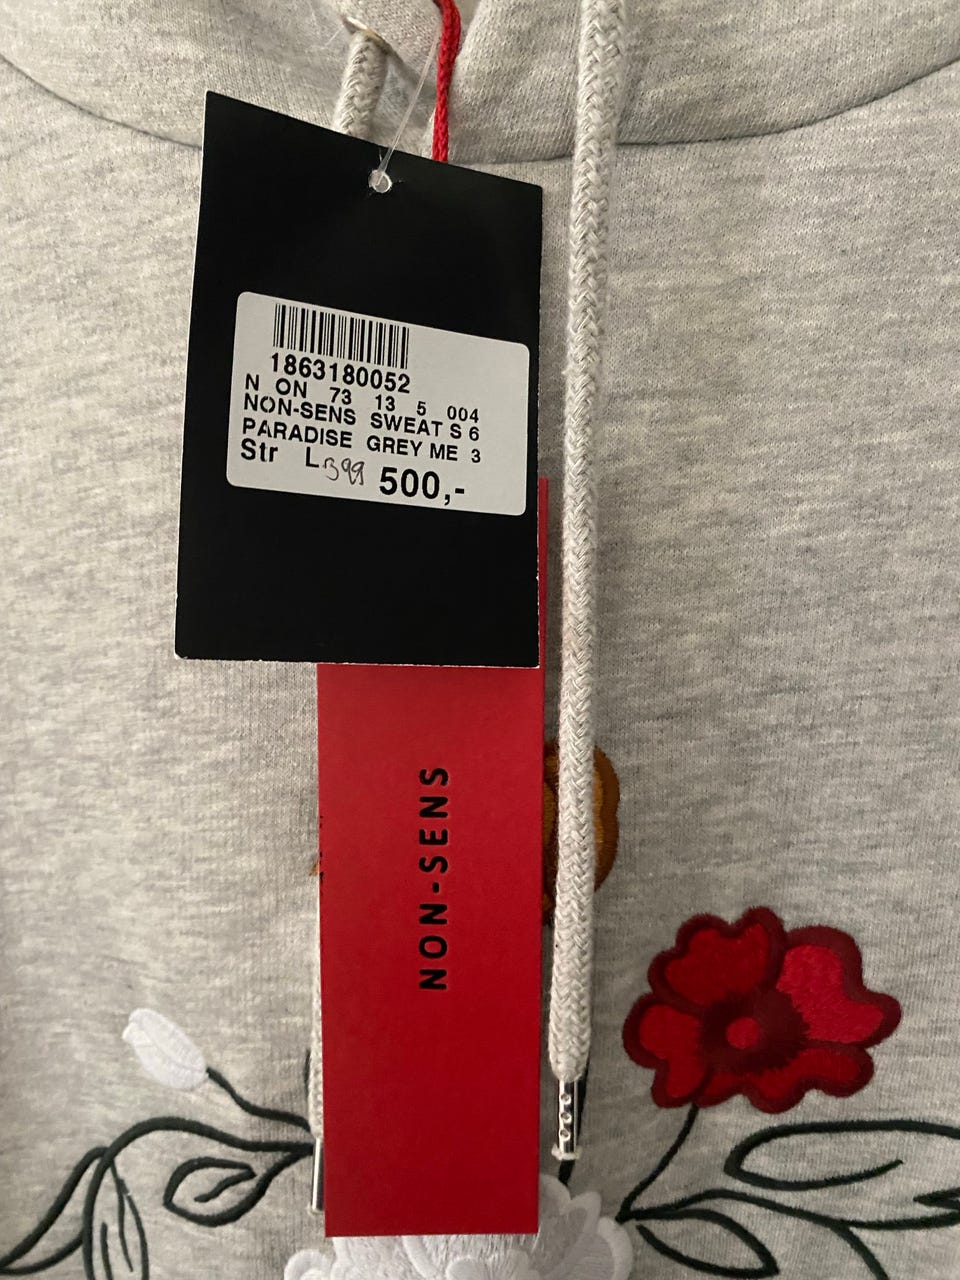 1863180052
N ON 73 13 5 004
NON-SENS SWEAT S 6
PARADISE GREY ME 3
Str L 399 500,-
NON-SENS